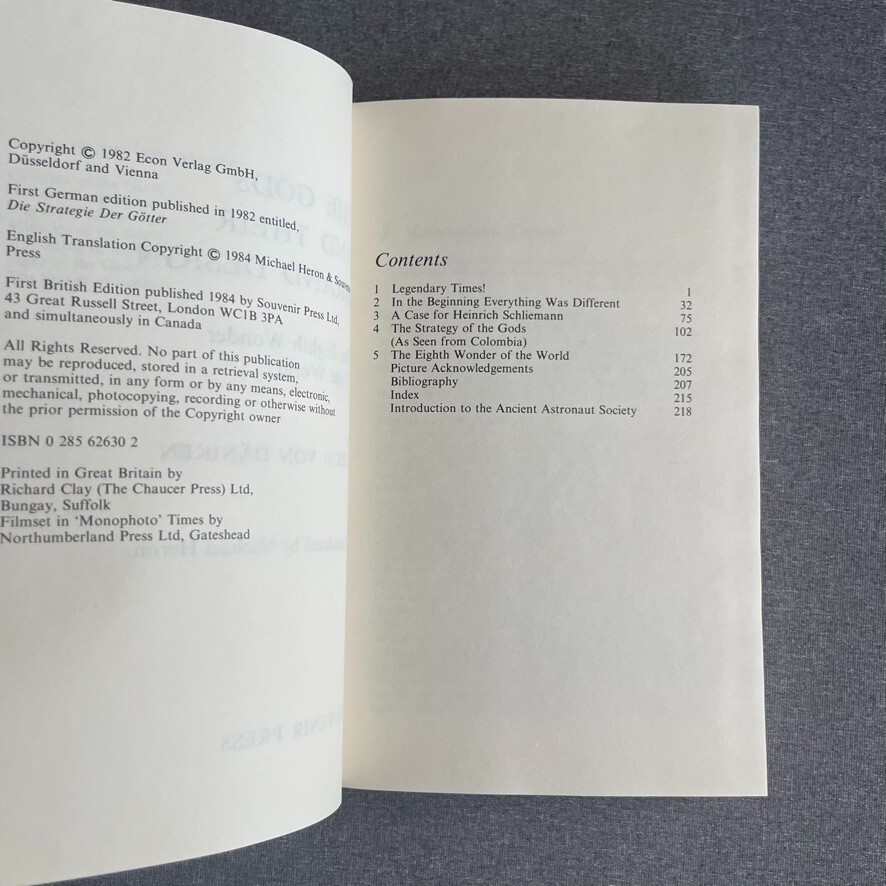 Copyright © 1982 Econ Verlag GmbH,
Düsseldorf and Vienna
First German edition published in 1982 entitled,
Die Strategie Der Götter
English Translation Copyright © 1984 Michael Heron & Souvenir
Press
First British Edition published 1984 by Souvenir Press Ltd,
43 Great Russell Street, London WC1B 3PA
and simultaneously in Canada
All Rights Reserved. No part of this publication
may be reproduced, stored in a retrieval system,
or transmitted, in any form or by any means, electronic,
mechanical, photocopying, recording or otherwise without
the prior permission of the Copyright owner
ISBN 0 285 62630 2
Printed in Great Britain by
Richard Clay (The Chaucer Press) Ltd,
Bungay, Suffolk
Filmset in ‘Monophoto’ Times by
Northumberland Press Ltd, Gateshead
Contents
1 Legendary Times! 1
2 In the Beginning Everything Was Different 32
3 A Case for Heinrich Schliemann 75
4 The Strategy of the Gods 102
(As Seen from Colombia)
5 The Eighth Wonder of the World 172
Picture Acknowledgements 205
Bibliography 207
Index 215
Introduction to the Ancient Astronaut Society 218